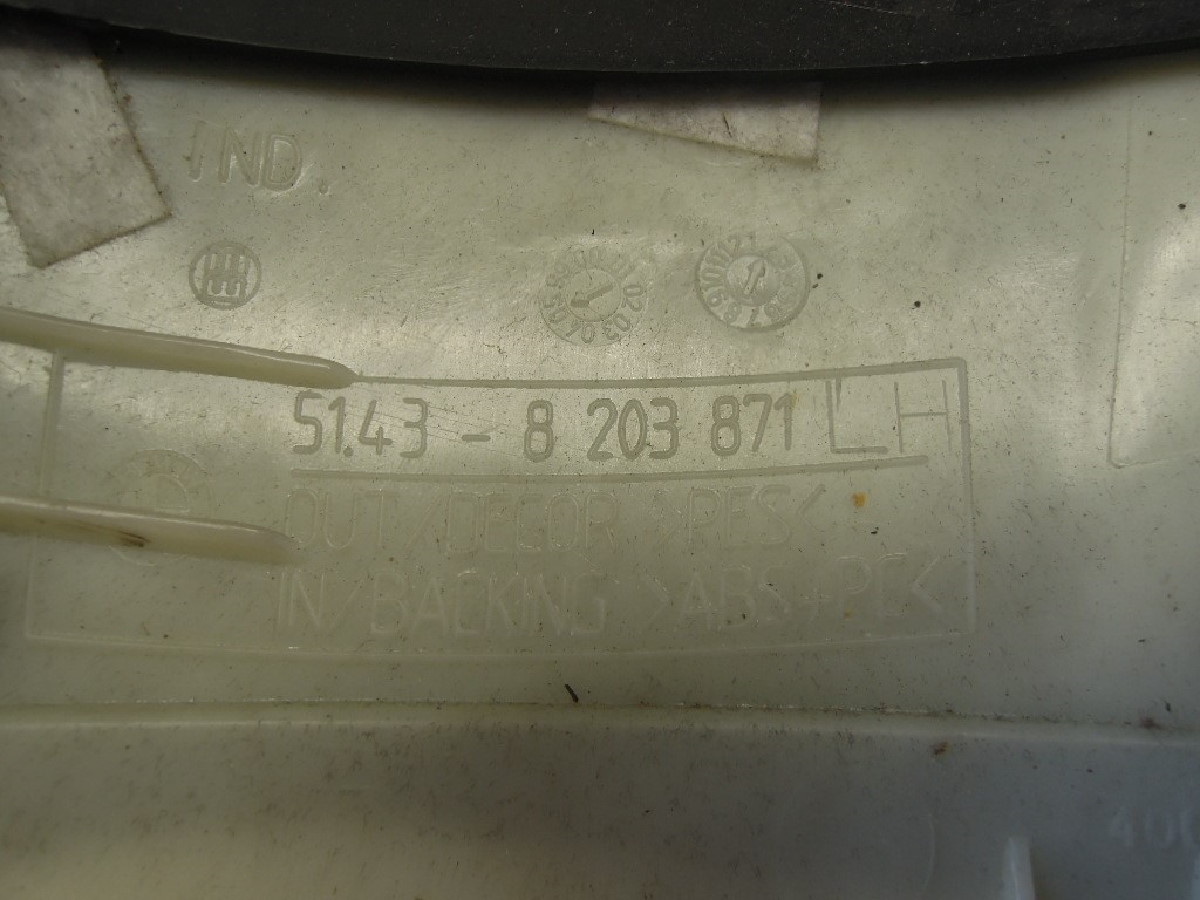 IND.
51.43 - 8 203 871 LH
OUT/DECOR >PES<
IN/BACKING >ABS+PC<